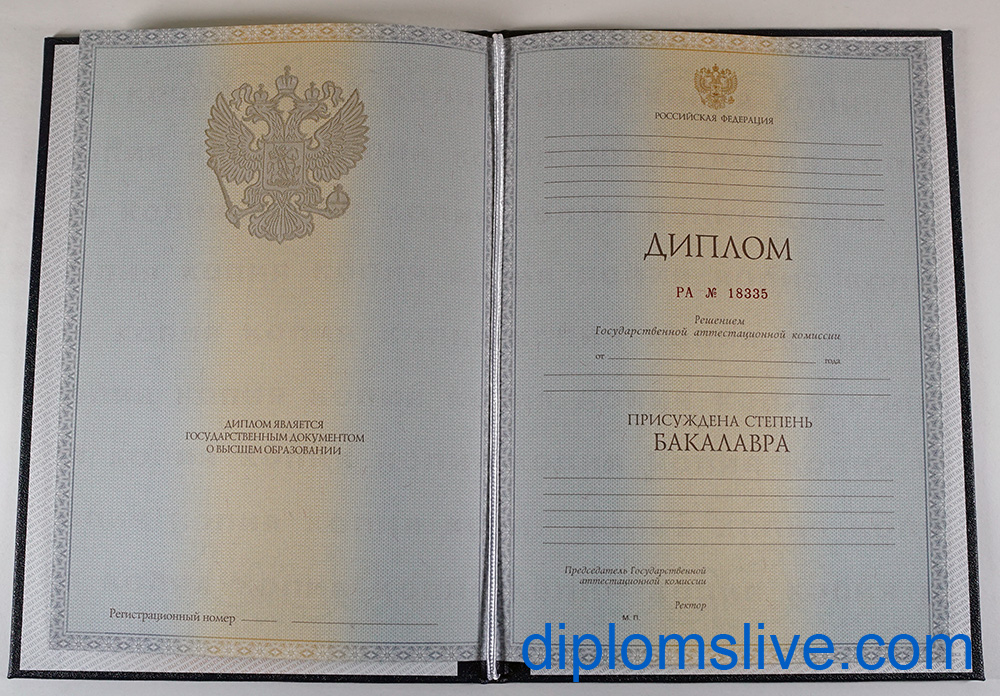 ДИПЛОМ ЯВЛЯЕТСЯ
ГОСУДАРСТВЕННЫМ ДОКУМЕНТОМ
О ВЫСШЕМ ОБРАЗОВАНИИ
Регистрационный номер
РОССИЙСКАЯ ФЕДЕРАЦИЯ
ДИПЛОМ
РА № 18335
Решением
Государственной аттестационной комиссии
от года
ПРИСУЖДЕНА СТЕПЕНЬ
БАКАЛАВРА
Председатель Государственной
аттестационной комиссии
Ректор
М. П.
diplomslive.com